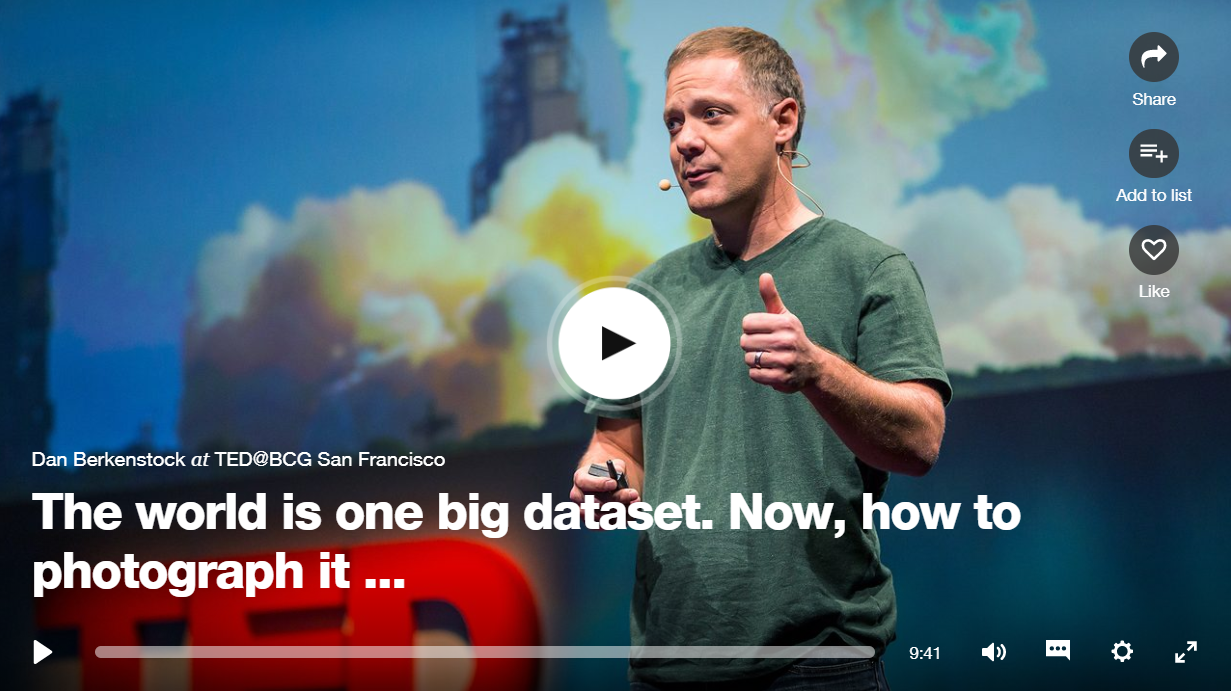 Share
Add to list
Like
Dan Berkenstock at TED@BCG San Francisco
The world is one big dataset. Now, how to
photograph it ...
TED
9:41